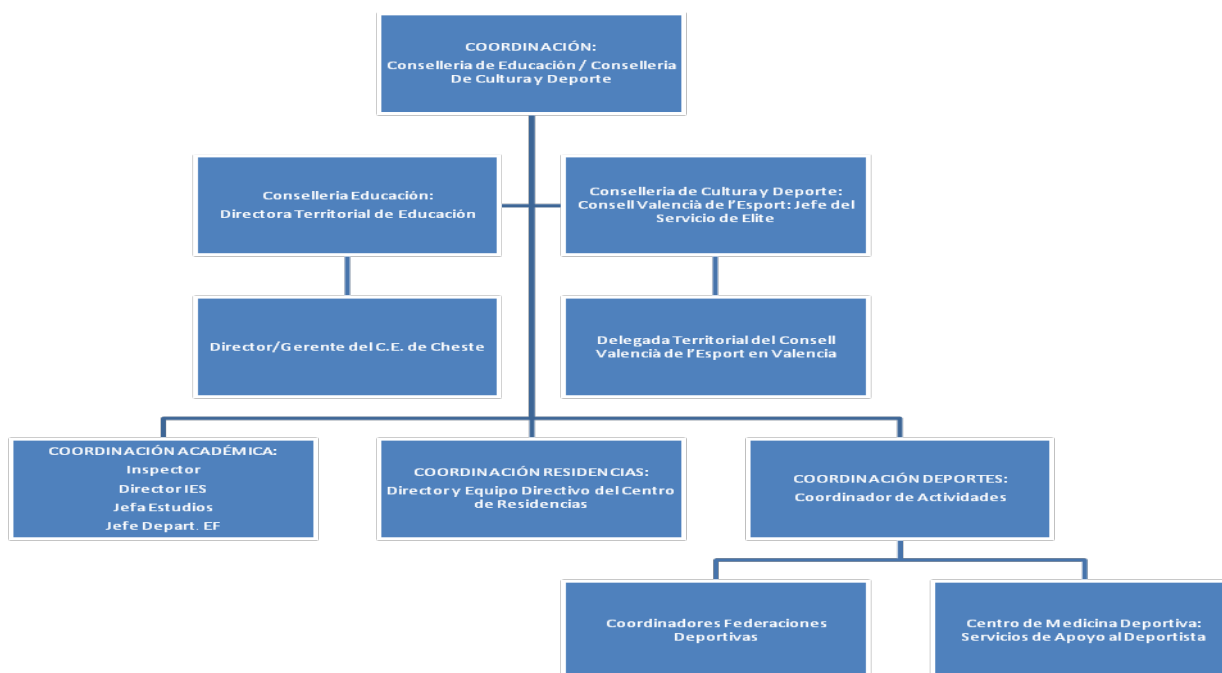 COORDINACIÓN:
Conselleria de Educación / Conselleria
De Cultura y Deporte
Conselleria Educación:
Directora Territorial de Educación
Conselleria de Cultura y Deporte:
Consell Valencià de l'Esport: Jefe del
Servicio de Elite
Director/Gerente del C.E. de Cheste
Delegada Territorial del Consell
Valencià de l'Esport en Valencia
COORDINACIÓN ACADÉMICA:
Inspector
Director IES
Jefa Estudios
Jefe Depart. EF
COORDINACIÓN RESIDENCIAS:
Director y Equipo Directivo del Centro
de Residencias
COORDINACIÓN DEPORTES:
Coordinador de Actividades
Coordinadores Federaciones
Deportivas
Centro de Medicina Deportiva:
Servicios de Apoyo al Deportista